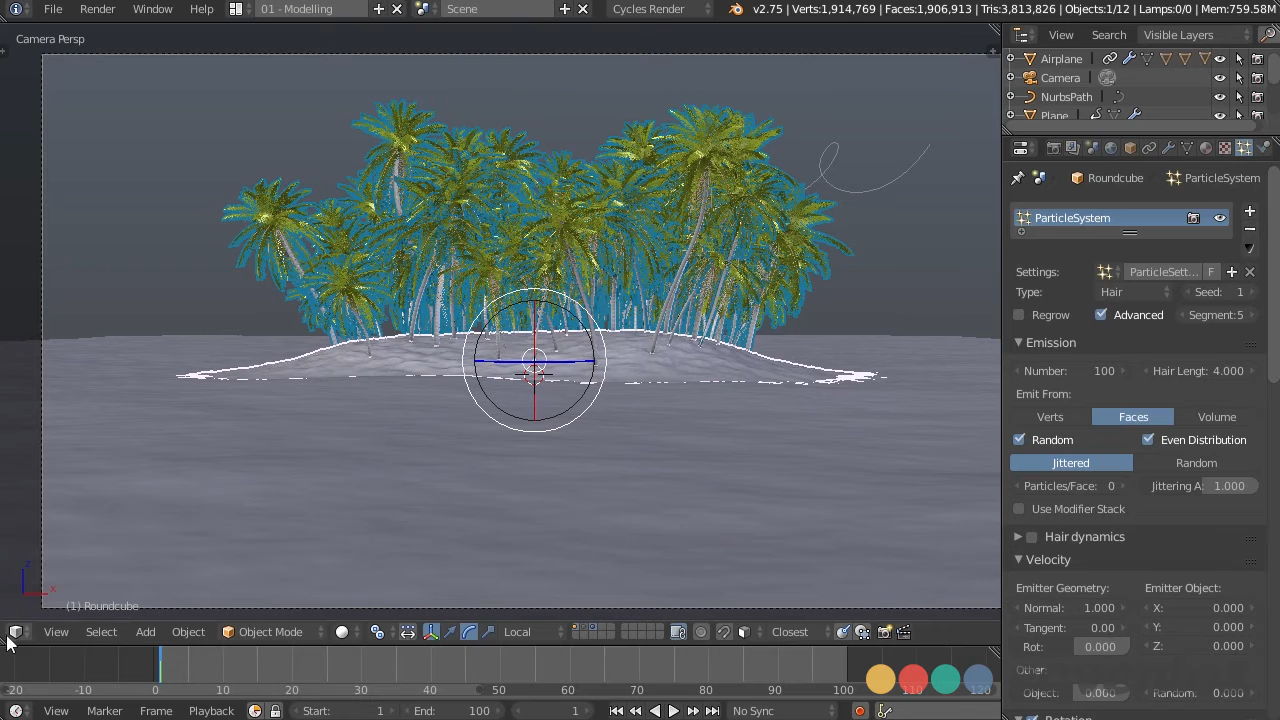 File Render Window Help 01 - Modelling Scene Cycles Render v2.75 | Verts:1,914,769 | Faces:1,906,913 | Tris:3,813,826 | Objects:1/12 | Lamps:0/0 | Mem:759.58M
View Search Visible Layers
Camera Persp
Airplane
Camera
NurbsPath
Plane
Roundcube ParticleSystem
ParticleSystem
Settings: ParticleSett... F
Type: Hair Seed: 1
Regrow Advanced Segment:5
Emission
Number: 100 Hair Lengt: 4.000
Emit From:
Verts Faces Volume
Random Even Distribution
Jittered Random
Particles/Face: 0 Jittering A: 1.000
Use Modifier Stack
Hair dynamics
Velocity
Emitter Geometry: Emitter Object:
Normal: 1.000 X: 0.000
Tangent: 0.00 Y: 0.000
Rot: 0.000 Z: 0.000
Other:
Object: 0.000 Random: 0.000
Rotation
z
x
(1) Roundcube
View Select Add Object Object Mode Local Closest
-20 -10 0 10 20 30 40 50 60 70 80 90 100 110 120
View Marker Frame Playback Start: 1 End: 100 1 No Sync